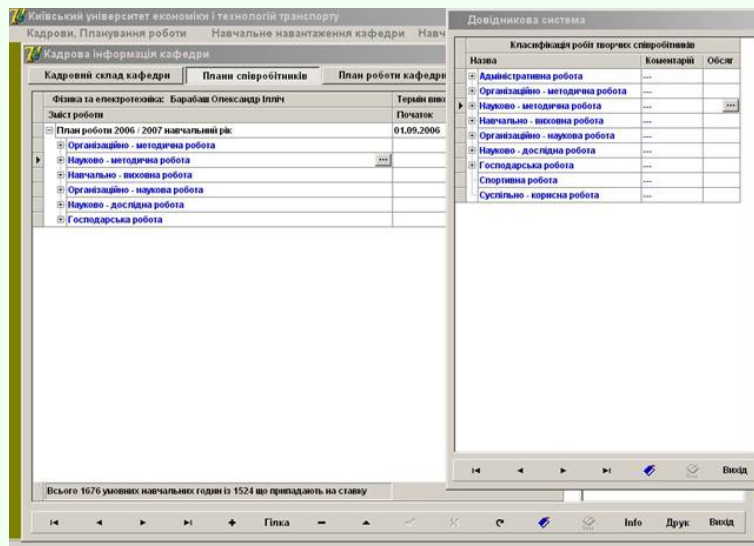 Київський університет економіки і технологій транспорту
Кадрови, Планування роботи Навчальне навантаження кафедри Навч
Кадрова інформація кафедри
Кадровий склад кафедри Плани співробітників План роботи кафедри
Фізика та електротехніка: Барабаш Олександр Ілліч Термін вико
Зміст роботи Початок
План роботи 2006 / 2007 навчальний рік 01.09.2006
Організаційно - методична робота
Науково - методична робота ...
Навчально - виховна робота
Організаційно - наукова робота
Науково - дослідна робота
Господарська робота
Всього 1676 умовних навчальних годин із 1524 що припадають на ставку
+ Гілка − Info Друк Вихід
Довідникова система
Класифікація робіт творчих співробітників
Назва Коментарій Обсяг
Адміністративна робота ---
Організаційно - методична робота ---
Науково - методична робота --- ...
Навчально - виховна робота ---
Організаційно - наукова робота ---
Науково - дослідна робота ---
Господарська робота ---
Спортивна робота ---
Суспільно - корисна робота ---
Вихід